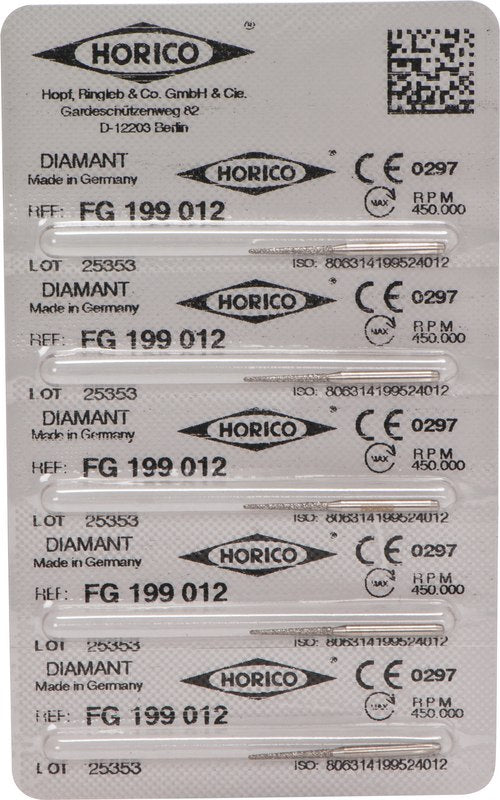 HORICO ®
Hopf, Ringleb & Co. GmbH & Cie.
Gardeschützenweg 82
D-12203 Berlin
DIAMANT HORICO ® CE 0297
Made in Germany MAX RPM
REF: FG 199 012 450.000
LOT 25353 ISO: 806314199524012
DIAMANT HORICO ® CE 0297
Made in Germany MAX RPM
REF: FG 199 012 450.000
LOT 25353 ISO: 806314199524012
DIAMANT HORICO ® CE 0297
Made in Germany MAX RPM
REF: FG 199 012 450.000
LOT 25353 ISO: 806314199524012
DIAMANT HORICO ® CE 0297
Made in Germany MAX RPM
REF: FG 199 012 450.000
LOT 25353 ISO: 806314199524012
DIAMANT HORICO ® CE 0297
Made in Germany MAX RPM
REF: FG 199 012 450.000
LOT 25353 ISO: 806314199524012